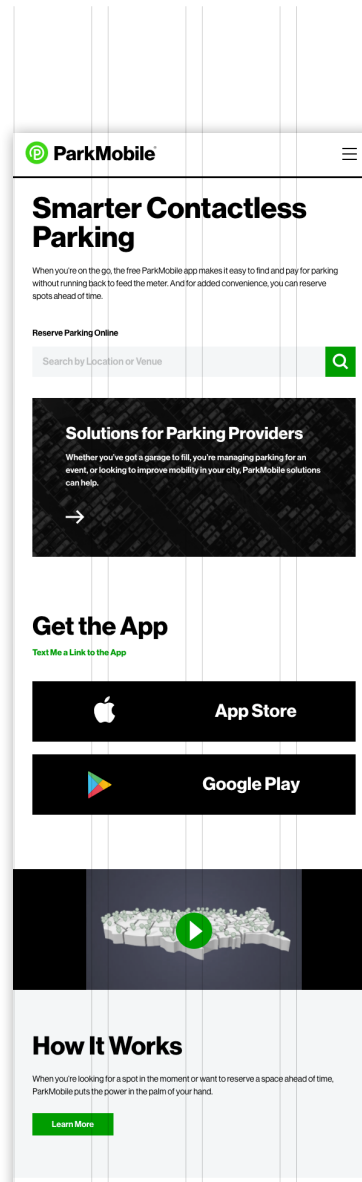 ParkMobile
Smarter Contactless
Parking
When you're on the go, the free ParkMobile app makes it easy to find and pay for parking
without running back to feed the meter. And for added convenience, you can reserve
spots ahead of time.
Reserve Parking Online
Search by Location or Venue
Solutions for Parking Providers
Whether you've got a garage to fill, you're managing parking for an
event, or looking to improve mobility in your city, ParkMobile solutions
can help.
Get the App
Text Me a Link to the App
App Store
Google Play
How It Works
When you're looking for a spot in the moment or want to reserve a space ahead of time,
ParkMobile puts the power in the palm of your hand.
Learn More